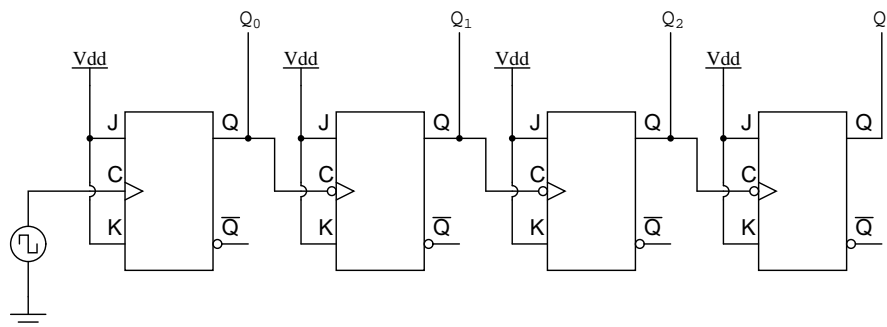 Q0 Q1 Q2 Q
Vdd Vdd Vdd Vdd
J Q J Q J Q J Q
C C C C
K Q̅ K Q̅ K Q̅ K Q̅